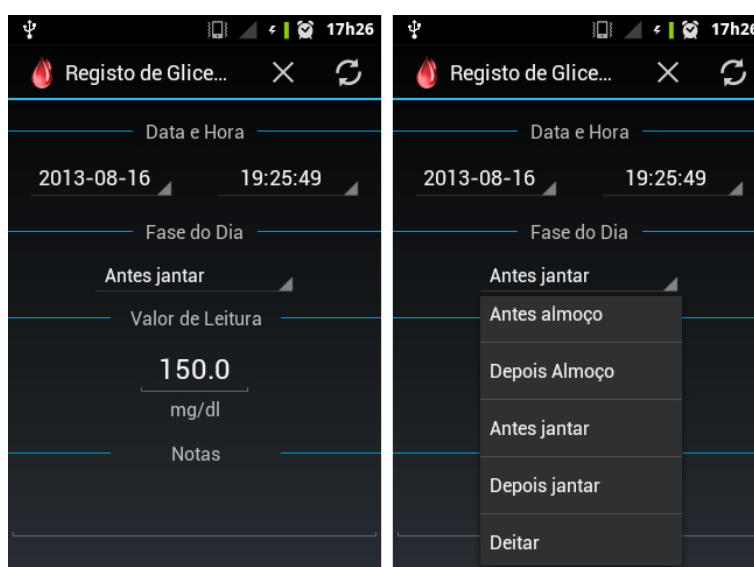 17h26
Registo de Glice...
Data e Hora
2013-08-16 19:25:49
Fase do Dia
Antes jantar
Valor de Leitura
150.0
mg/dl
Notas
17h26
Registo de Glice...
Data e Hora
2013-08-16 19:25:49
Fase do Dia
Antes jantar
Antes almoço
Depois Almoço
Antes jantar
Depois jantar
Deitar